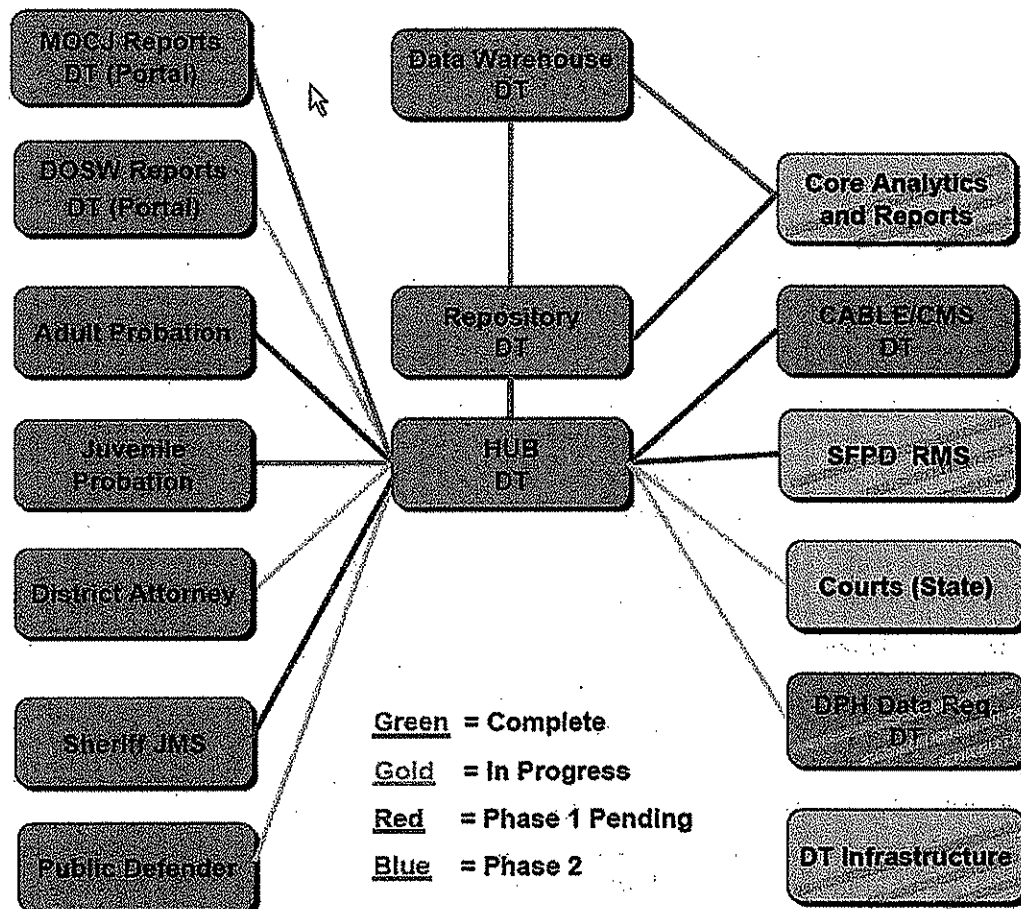 MOCJ Reports
DT (Portal)
DOSW Reports
DT (Portal)
Adult Probation
Juvenile
Probation
District Attorney
Sheriff JMS
Public Defender
Data Warehouse
DT
Repository
DT
HUB
DT
Core Analytics
and Reports
CABLE/CMS
DT
SFPD RMS
Courts (State)
DPH Data Req.
DT
DT Infrastructure
Green = Complete
Gold = In Progress
Red = Phase 1 Pending
Blue = Phase 2